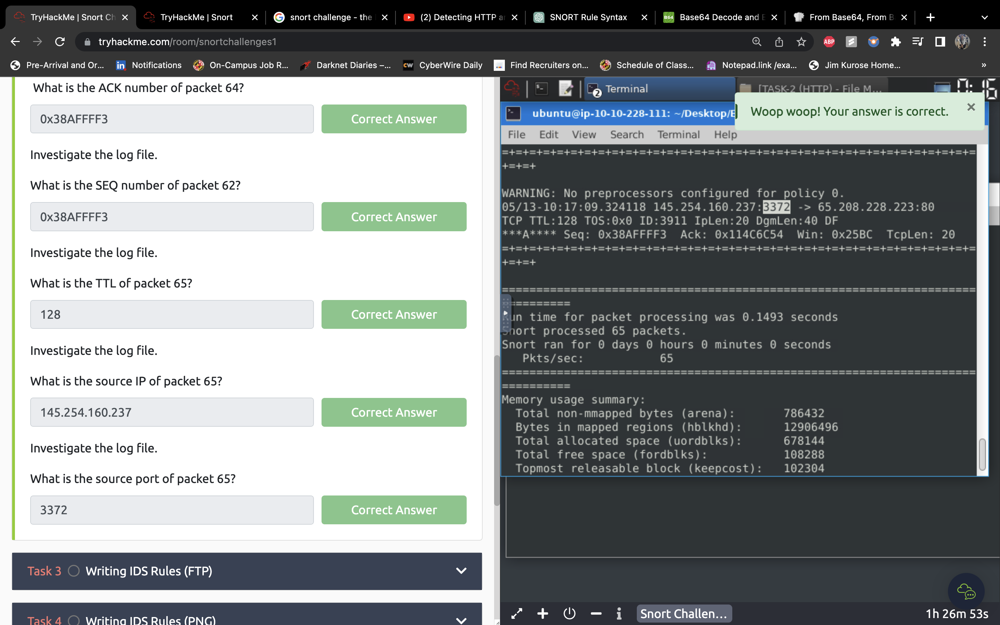 TryHackMe | Snort Ch
TryHackMe | Snort
snort challenge - the
(2) Detecting HTTP a
SNORT Rule Syntax
B64 Base64 Decode and E
From Base64, From B
tryhackme.com/room/snortchallenges1
ABP
Pre-Arrival and Or...
in Notifications
On-Campus Job R...
Darknet Diaries –...
CW CyberWire Daily
Find Recruiters on...
Schedule of Class...
Notepad.link /exa...
Jim Kurose Home...
»
What is the ACK number of packet 64?
0x38AFFFF3
Correct Answer
Investigate the log file.
What is the SEQ number of packet 62?
0x38AFFFF3
Correct Answer
Investigate the log file.
What is the TTL of packet 65?
128
Correct Answer
Investigate the log file.
What is the source IP of packet 65?
145.254.160.237
Correct Answer
Investigate the log file.
What is the source port of packet 65?
3372
Correct Answer
Task 3 Writing IDS Rules (FTP)
Task 4 Writing IDS Rules (PNG)
2 Terminal
[TASK-2 (HTTP) - File M...
Woop woop! Your answer is correct.
ubuntu@ip-10-10-228-111: ~/Desktop/E
File Edit View Search Terminal Help
=+=+=+=+=+=+=+=+=+=+=+=+=+=+=+=+=+=+=+=+=+=+=+=+=+=+=+=+=+=+=+=+=+=+=
+=+=+
WARNING: No preprocessors configured for policy 0.
05/13-10:17:09.324118 145.254.160.237:3372 -> 65.208.228.223:80
TCP TTL:128 TOS:0x0 ID:3911 IpLen:20 DgmLen:40 DF
***A**** Seq: 0x38AFFFF3 Ack: 0x114C6C54 Win: 0x25BC TcpLen: 20
=+=+=+=+=+=+=+=+=+=+=+=+=+=+=+=+=+=+=+=+=+=+=+=+=+=+=+=+=+=+=+=+=+=+=
+=+=+
=====================================================================
==========
Run time for packet processing was 0.1493 seconds
Snort processed 65 packets.
Snort ran for 0 days 0 hours 0 minutes 0 seconds
Pkts/sec: 65
=====================================================================
==========
Memory usage summary:
Total non-mmapped bytes (arena): 786432
Bytes in mapped regions (hblkhd): 12906496
Total allocated space (uordblks): 678144
Total free space (fordblks): 108288
Topmost releasable block (keepcost): 102304
Snort Challen...
1h 26m 53s